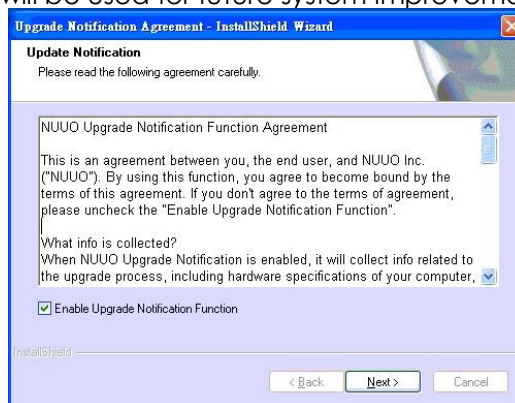 will be used for future system improveme
Upgrade Notification Agreement - InstallShield Wizard
Update Notification
Please read the following agreement carefully.
NUUO Upgrade Notification Function Agreement
This is an agreement between you, the end user, and NUUO Inc.
("NUUO"). By using this function, you agree to become bound by the
terms of this agreement. If you don't agree to the terms of agreement,
please uncheck the "Enable Upgrade Notification Function".
What info is collected?
When NUUO Upgrade Notification is enabled, it will collect info related to
the upgrade process, including hardware specifications of your computer,
Enable Upgrade Notification Function
InstallShield
< Back
Next >
Cancel